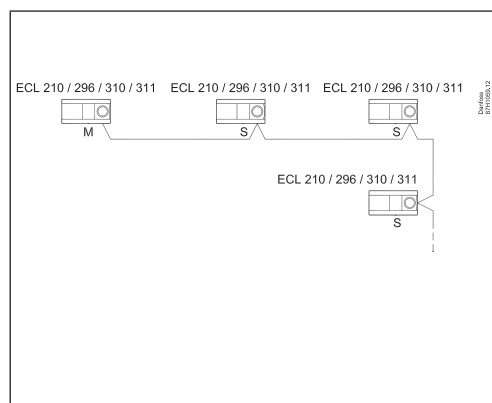 ECL 210 / 296 / 310 / 311 ECL 210 / 296 / 310 / 311 ECL 210 / 296 / 310 / 311
M S S
ECL 210 / 296 / 310 / 311
S
Danfoss
87H1059.12